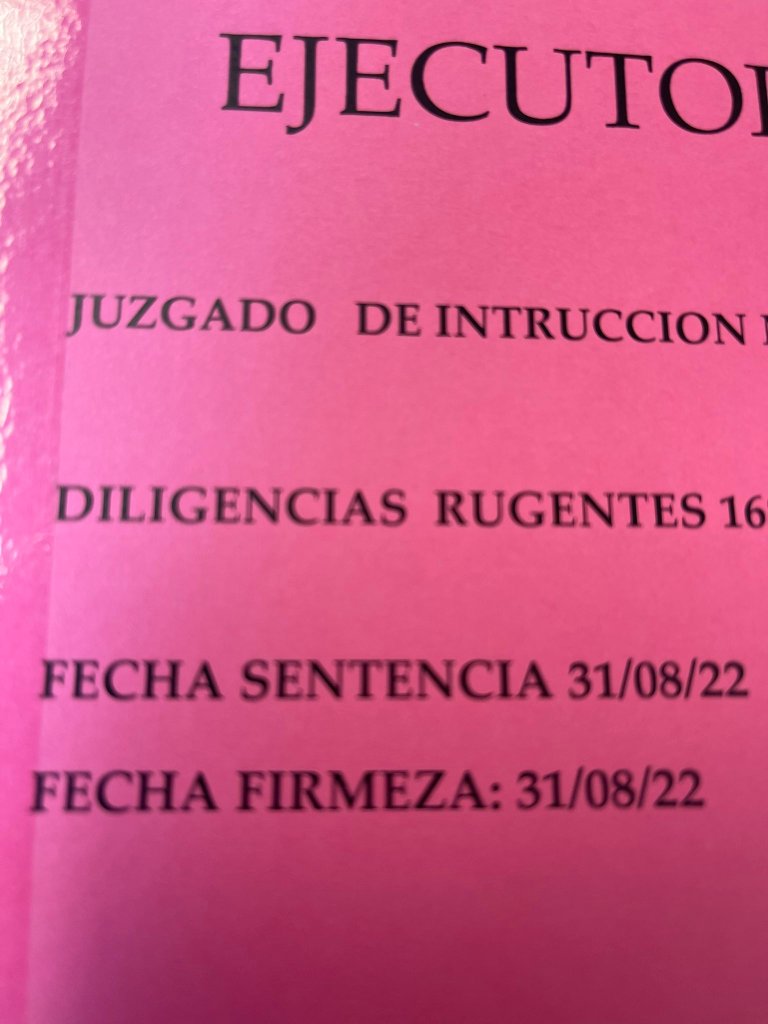 EJECUTO
JUZGADO DE INTRUCCION
DILIGENCIAS RUGENTES 16
FECHA SENTENCIA 31/08/22
FECHA FIRMEZA: 31/08/22